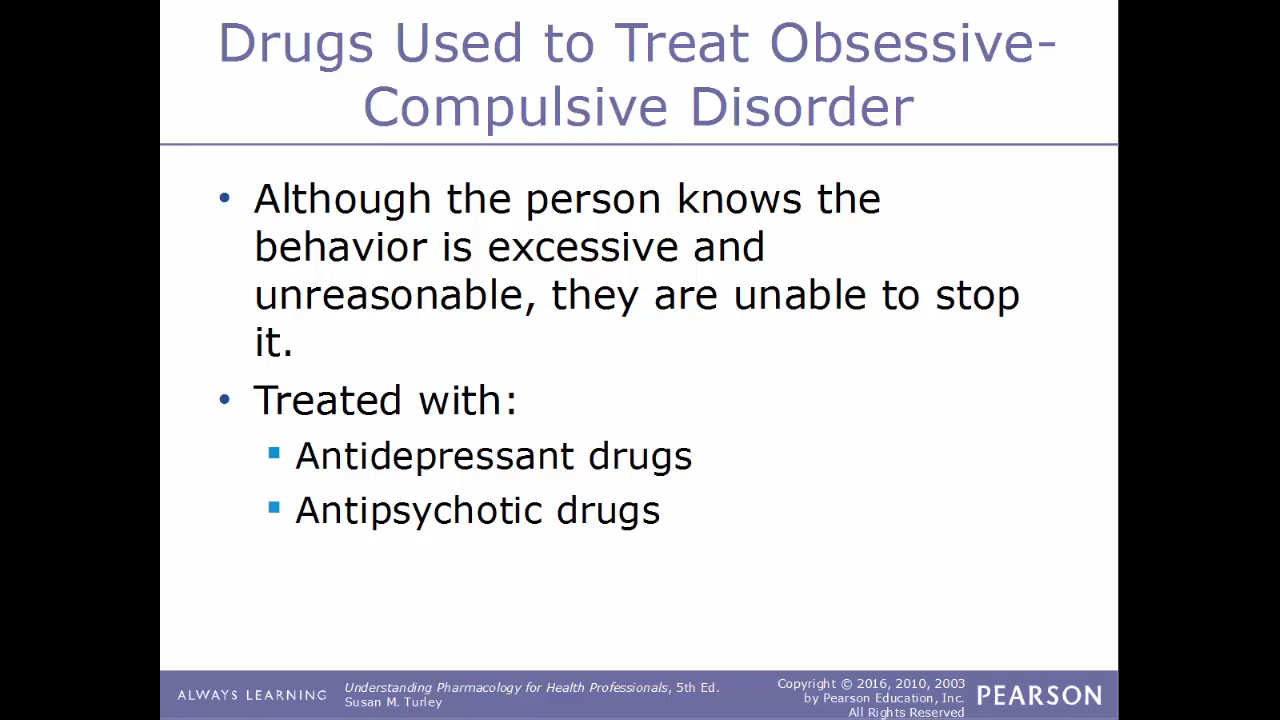 Drugs Used to Treat Obsessive-
Compulsive Disorder
• Although the person knows the
behavior is excessive and
unreasonable, they are unable to stop
it.
• Treated with:
▪ Antidepressant drugs
▪ Antipsychotic drugs
ALWAYS LEARNING
Understanding Pharmacology for Health Professionals, 5th Ed.
Susan M. Turley
Copyright © 2016, 2010, 2003
by Pearson Education, Inc.
All Rights Reserved
PEARSON